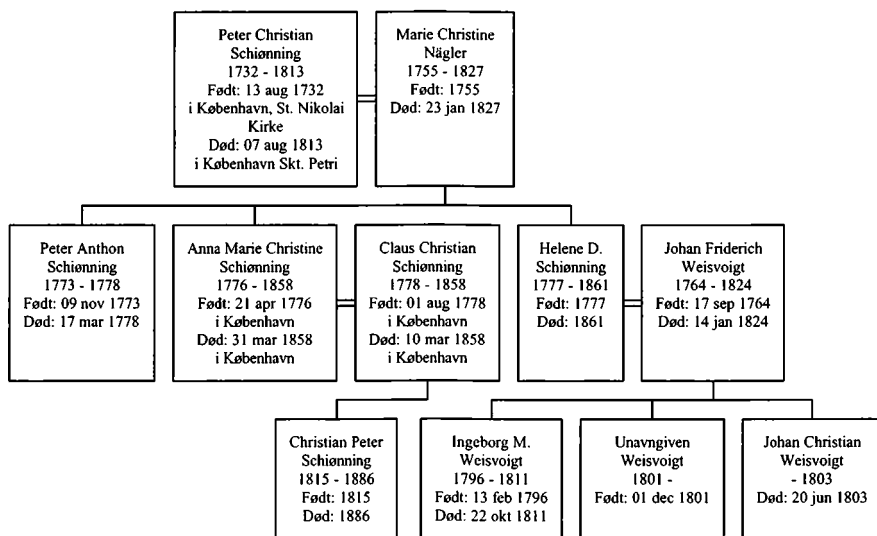 Peter Christian
Schiønning
1732 - 1813
Født: 13 aug 1732
i København, St. Nikolai
Kirke
Død: 07 aug 1813
i København Skt. Petri
Marie Christine
Nägler
1755 - 1827
Født: 1755
Død: 23 jan 1827
Peter Anthon
Schiønning
1773 - 1778
Født: 09 nov 1773
Død: 17 mar 1778
Anna Marie Christine
Schiønning
1776 - 1858
Født: 21 apr 1776
i København
Død: 31 mar 1858
i København
Claus Christian
Schiønning
1778 - 1858
Født: 01 aug 1778
i København
Død: 10 mar 1858
i København
Helene D.
Schiønning
1777 - 1861
Født: 1777
Død: 1861
Johan Friderich
Weisvoigt
1764 - 1824
Født: 17 sep 1764
Død: 14 jan 1824
Christian Peter
Schiønning
1815 - 1886
Født: 1815
Død: 1886
Ingeborg M.
Weisvoigt
1796 - 1811
Født: 13 feb 1796
Død: 22 okt 1811
Unavngiven
Weisvoigt
1801 -
Født: 01 dec 1801
Johan Christian
Weisvoigt
- 1803
Død: 20 jun 1803